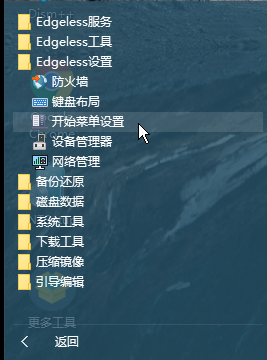 Dism++
Edgeless服务
Edgeless工具
Edgeless设置
防火墙
键盘布局
开始菜单设置
设备管理器
网络管理
备份还原
磁盘数据
系统工具
下载工具
压缩镜像
引导编辑
更多工具
返回